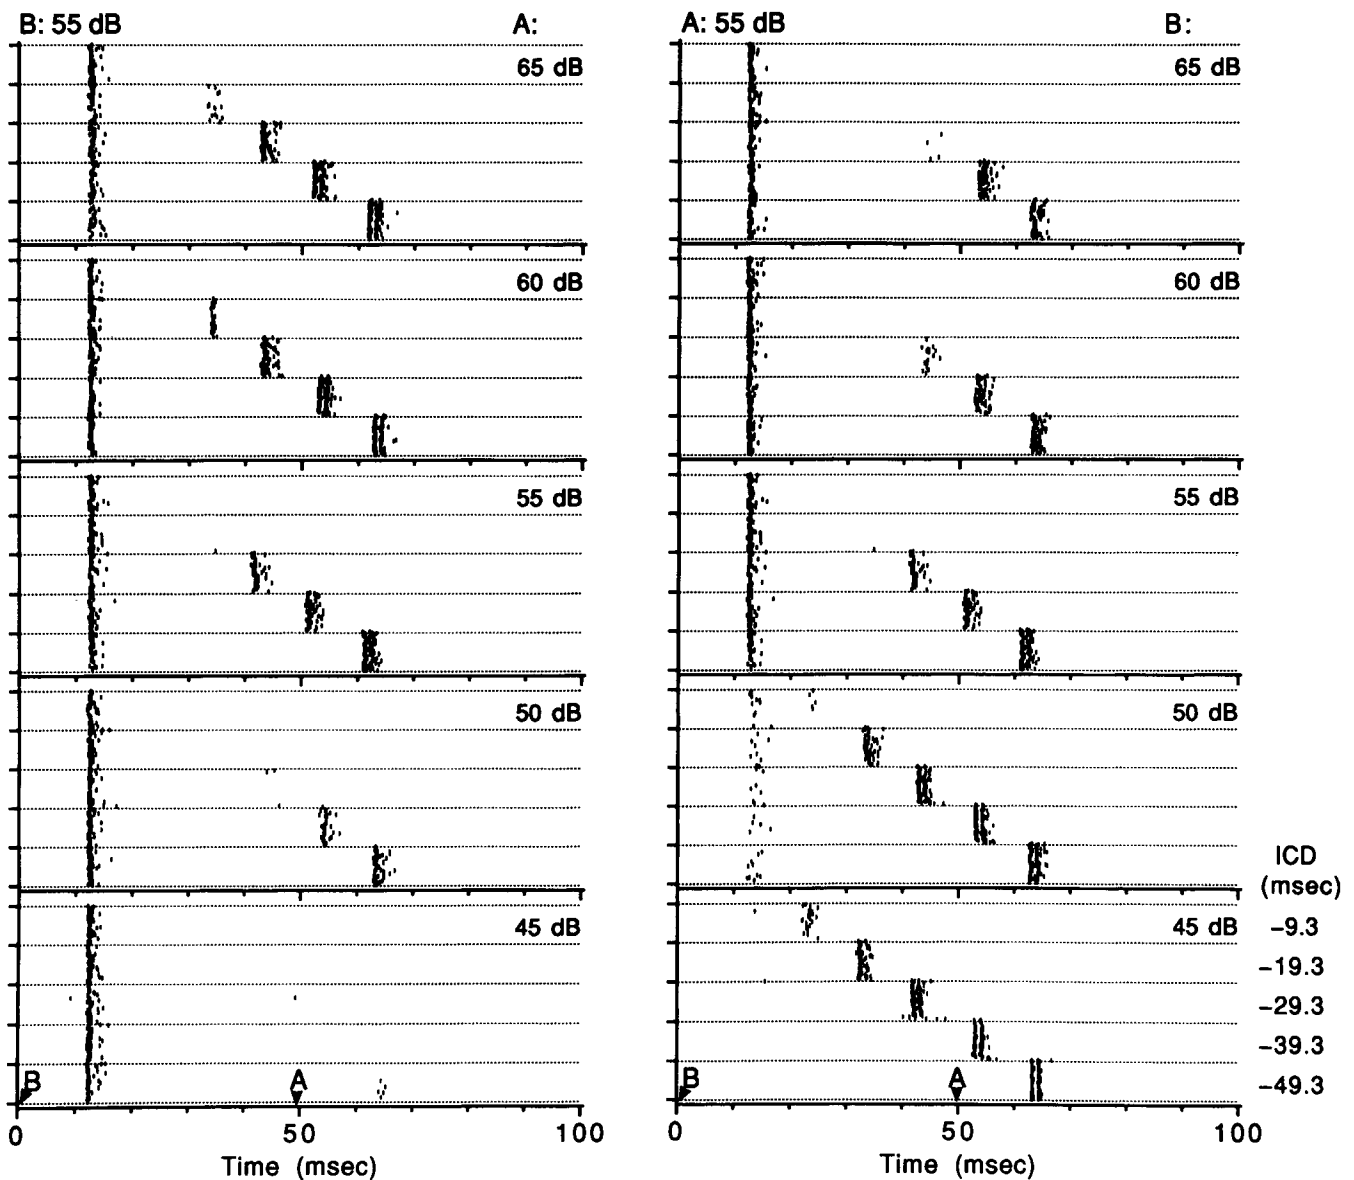 B: 55 dB A:
65 dB
60 dB
55 dB
50 dB
45 dB
B A
0 50 100
Time (msec)
A: 55 dB B:
65 dB
60 dB
55 dB
50 dB
45 dB
B A
0 50 100
Time (msec)
ICD
(msec)
−9.3
−19.3
−29.3
−39.3
−49.3